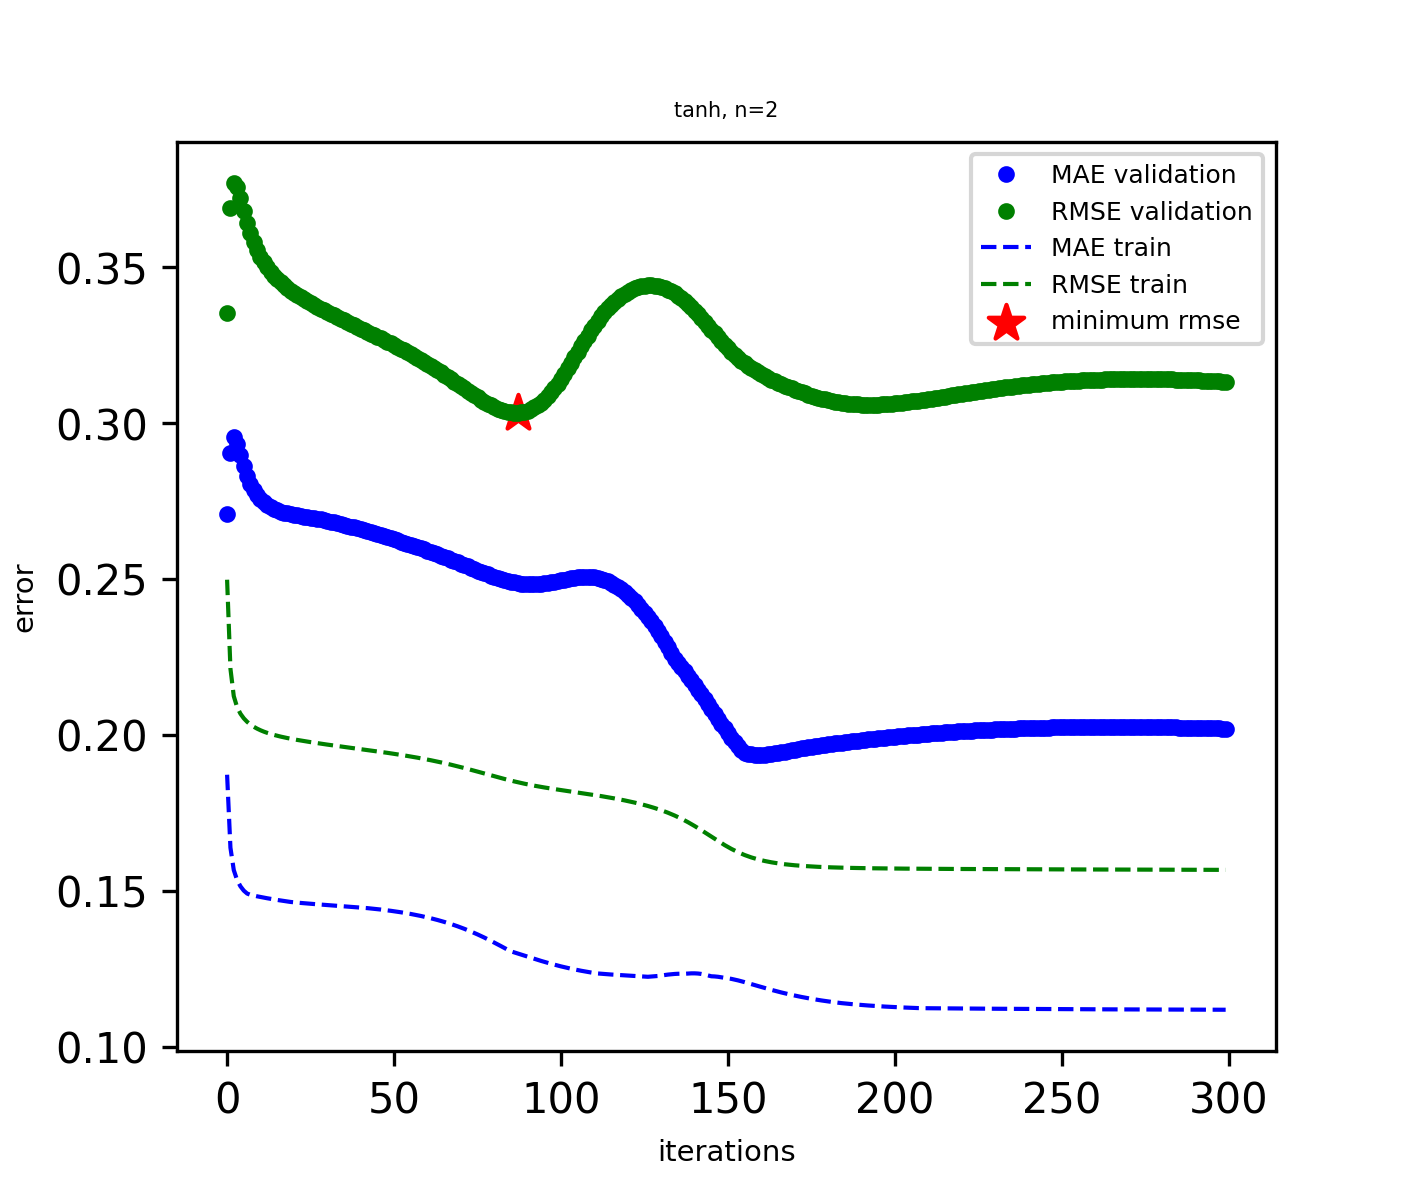 tanh, n=2
MAE validation
RMSE validation
MAE train
RMSE train
minimum rmse
0.35
0.30
0.25
0.20
0.15
0.10
error
0 50 100 150 200 250 300
iterations